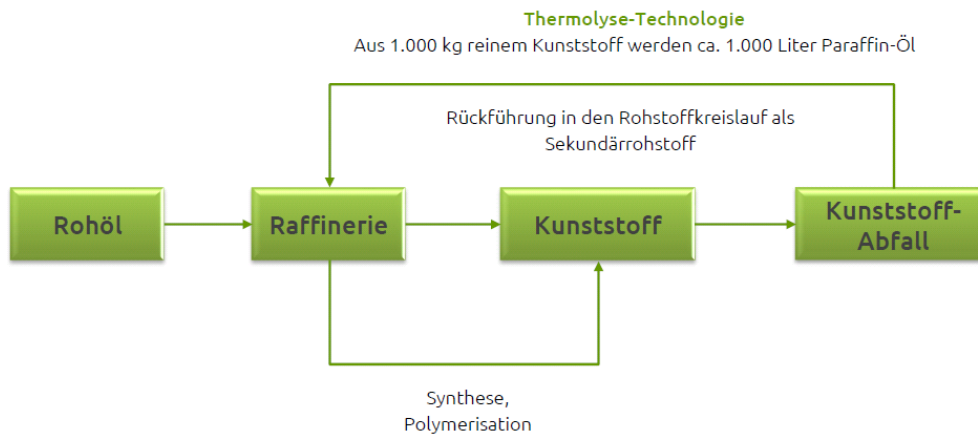 Thermolyse-Technologie
Aus 1.000 kg reinem Kunststoff werden ca. 1.000 Liter Paraffin-Öl
Rückführung in den Rohstoffkreislauf als
Sekundärrohstoff
Rohöl
Raffinerie
Kunststoff
Kunststoff-
Abfall
Synthese,
Polymerisation